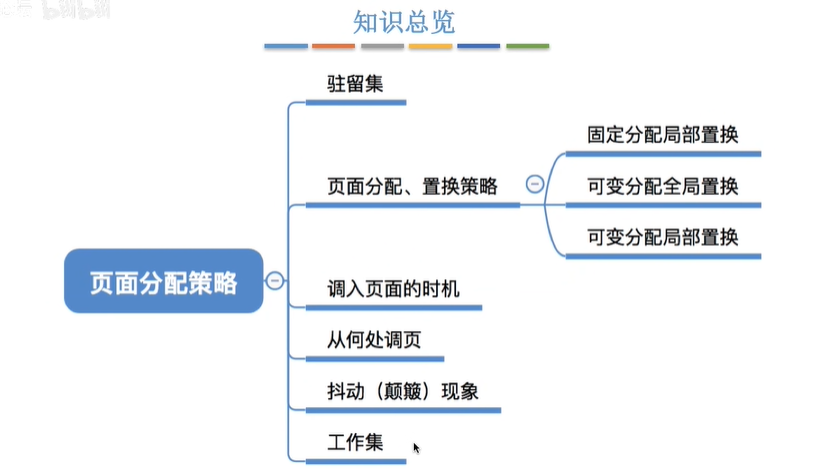 bilibili
知识总览
驻留集
页面分配、置换策略
固定分配局部置换
可变分配全局置换
可变分配局部置换
页面分配策略
调入页面的时机
从何处调页
抖动（颠簸）现象
工作集